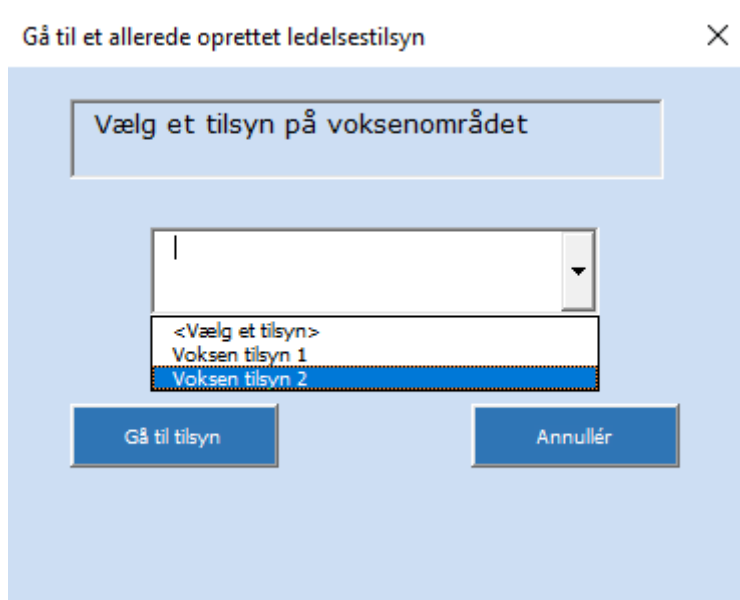 Gå til et allerede oprettet ledelsestilsyn
Vælg et tilsyn på voksenområdet
<Vælg et tilsyn>
Voksen tilsyn 1
Voksen tilsyn 2
Gå til tilsyn
Annullér